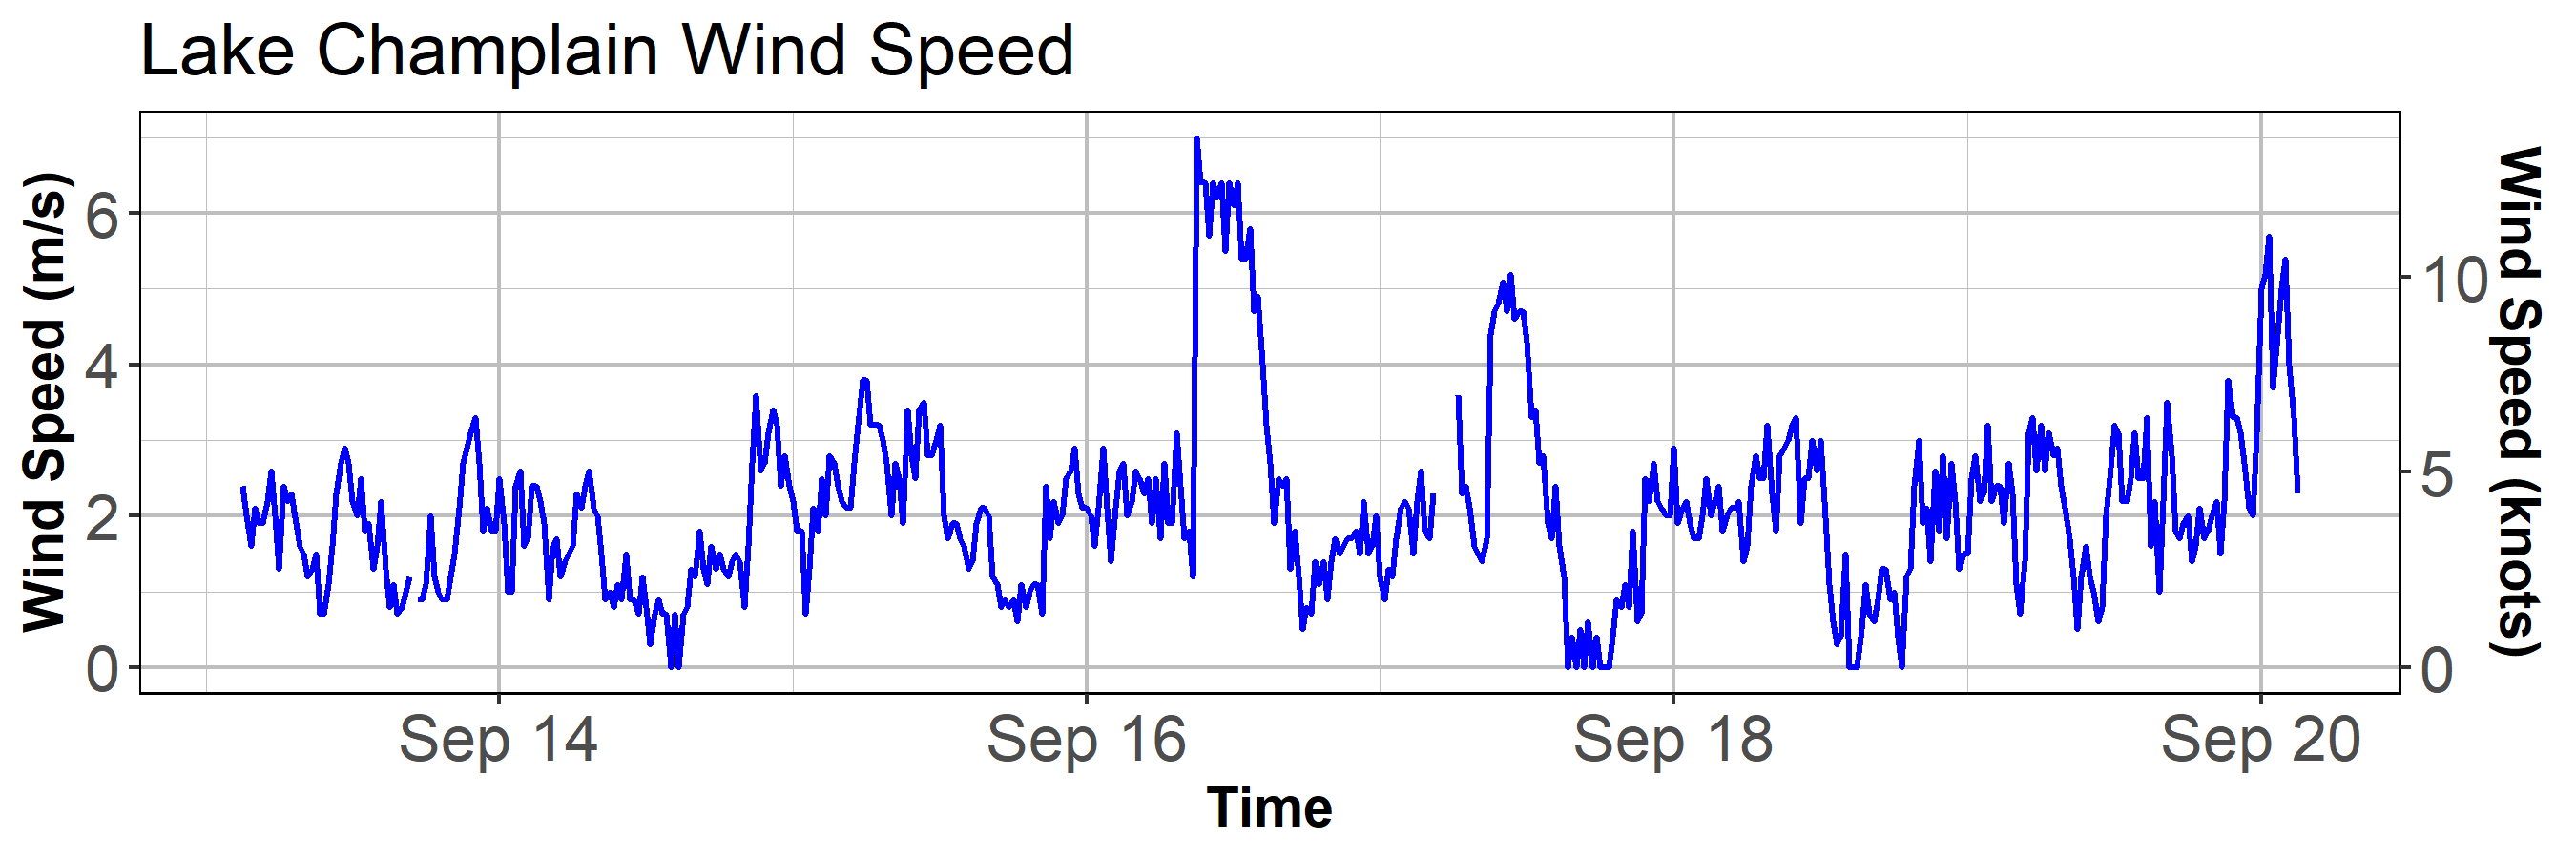 Lake Champlain Wind Speed
Wind Speed (m/s)
6
4
2
0
Wind Speed (knots)
10
5
0
Sep 14
Sep 16
Sep 18
Sep 20
Time